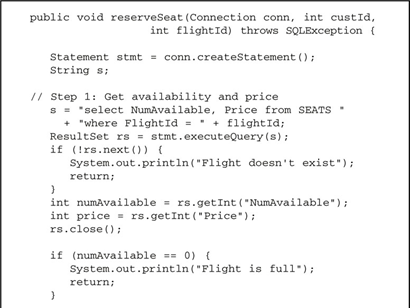 public void reserveSeat(Connection conn, int custId,
int flightId) throws SQLException {
Statement stmt = conn.createStatement();
String s;
// Step 1: Get availability and price
s = "select NumAvailable, Price from SEATS "
+ "where FlightId = " + flightId;
ResultSet rs = stmt.executeQuery(s);
if (!rs.next()) {
System.out.println("Flight doesn't exist");
return;
}
int numAvailable = rs.getInt("NumAvailable");
int price = rs.getInt("Price");
rs.close();
if (numAvailable == 0) {
System.out.println("Flight is full");
return;
}